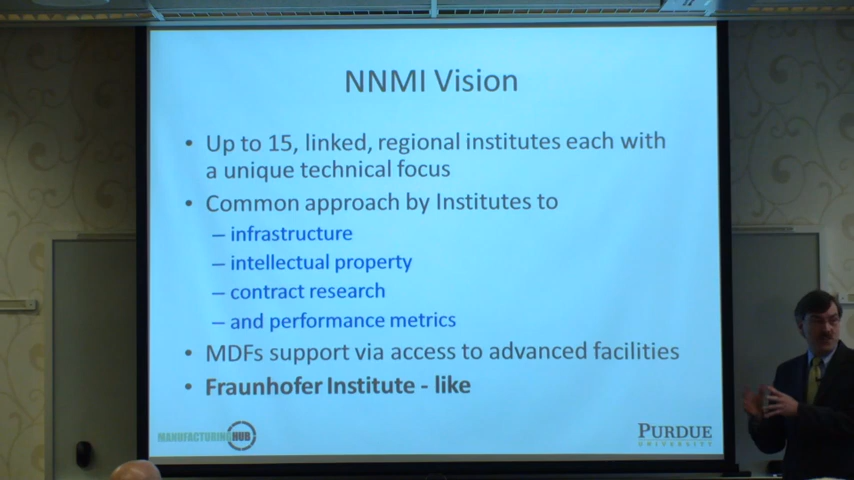 NNMI Vision
• Up to 15, linked, regional institutes each with
a unique technical focus
• Common approach by Institutes to
– infrastructure
– intellectual property
– contract research
– and performance metrics
• MDFs support via access to advanced facilities
• Fraunhofer Institute - like
MANUFACTURINGHUB
PURDUE
UNIVERSITY